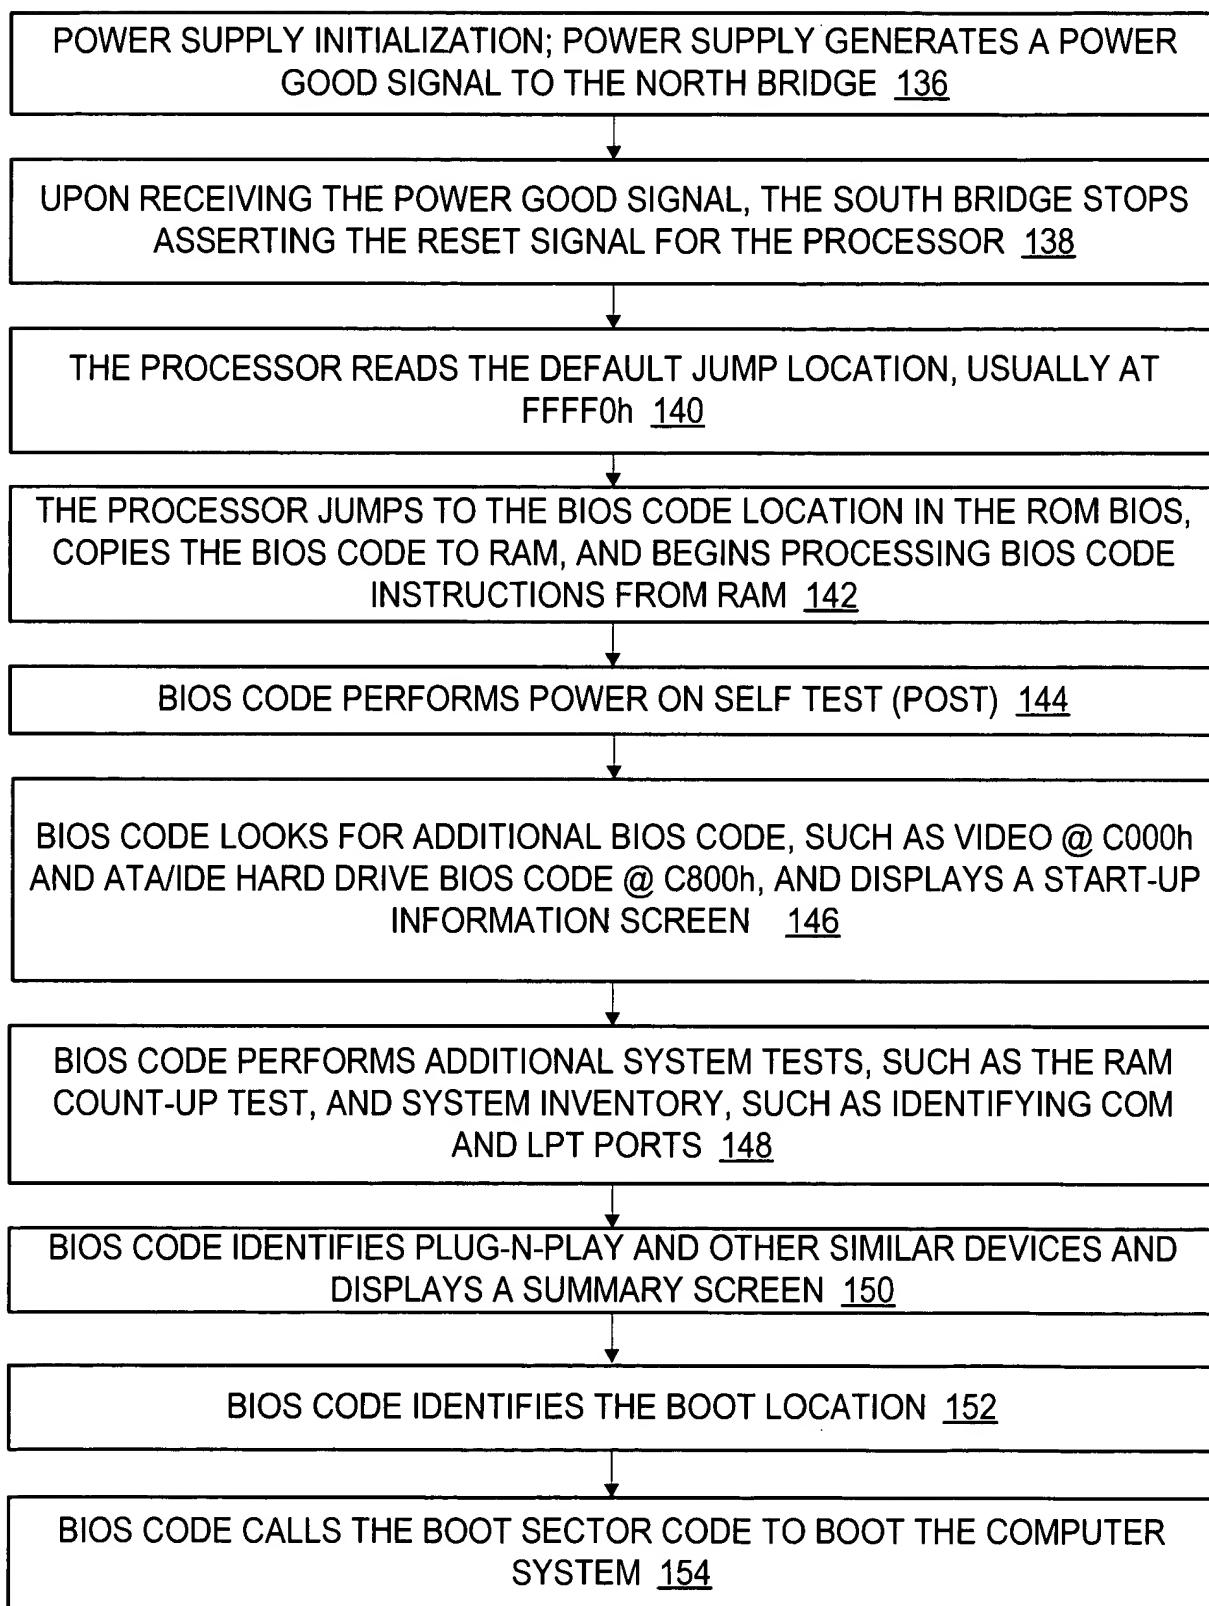 POWER SUPPLY INITIALIZATION; POWER SUPPLY GENERATES A POWER
GOOD SIGNAL TO THE NORTH BRIDGE 136
UPON RECEIVING THE POWER GOOD SIGNAL, THE SOUTH BRIDGE STOPS
ASSERTING THE RESET SIGNAL FOR THE PROCESSOR 138
THE PROCESSOR READS THE DEFAULT JUMP LOCATION, USUALLY AT
FFFF0h 140
THE PROCESSOR JUMPS TO THE BIOS CODE LOCATION IN THE ROM BIOS,
COPIES THE BIOS CODE TO RAM, AND BEGINS PROCESSING BIOS CODE
INSTRUCTIONS FROM RAM 142
BIOS CODE PERFORMS POWER ON SELF TEST (POST) 144
BIOS CODE LOOKS FOR ADDITIONAL BIOS CODE, SUCH AS VIDEO @ C000h
AND ATA/IDE HARD DRIVE BIOS CODE @ C800h, AND DISPLAYS A START-UP
INFORMATION SCREEN 146
BIOS CODE PERFORMS ADDITIONAL SYSTEM TESTS, SUCH AS THE RAM
COUNT-UP TEST, AND SYSTEM INVENTORY, SUCH AS IDENTIFYING COM
AND LPT PORTS 148
BIOS CODE IDENTIFIES PLUG-N-PLAY AND OTHER SIMILAR DEVICES AND
DISPLAYS A SUMMARY SCREEN 150
BIOS CODE IDENTIFIES THE BOOT LOCATION 152
BIOS CODE CALLS THE BOOT SECTOR CODE TO BOOT THE COMPUTER
SYSTEM 154